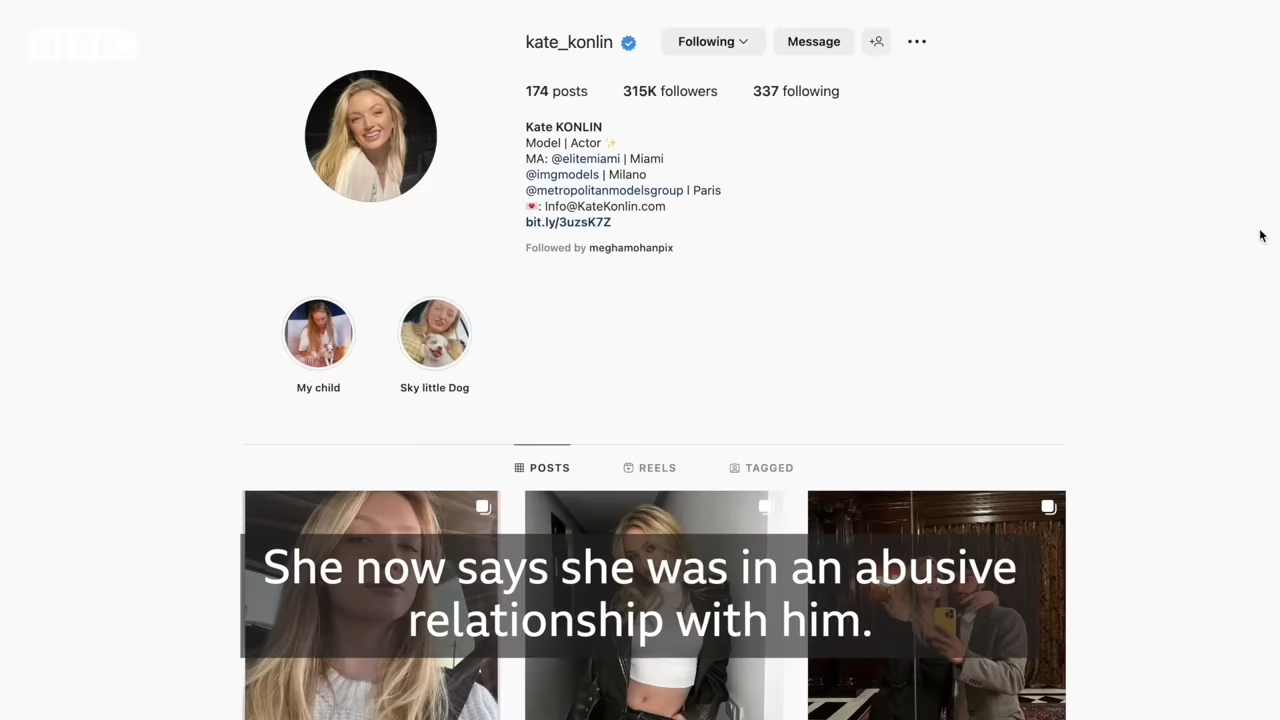 BBC
kate_konlin
Following
Message
174 posts 315K followers 337 following
Kate KONLIN
Model | Actor ✨
MA: @elitemiami | Miami
@imgmodels | Milano
@metropolitanmodelsgroup l Paris
💌: Info@KateKonlin.com
bit.ly/3uzsK7Z
Followed by meghamohanpix
My child
Sky little Dog
POSTS
REELS
TAGGED
She now says she was in an abusive
relationship with him.